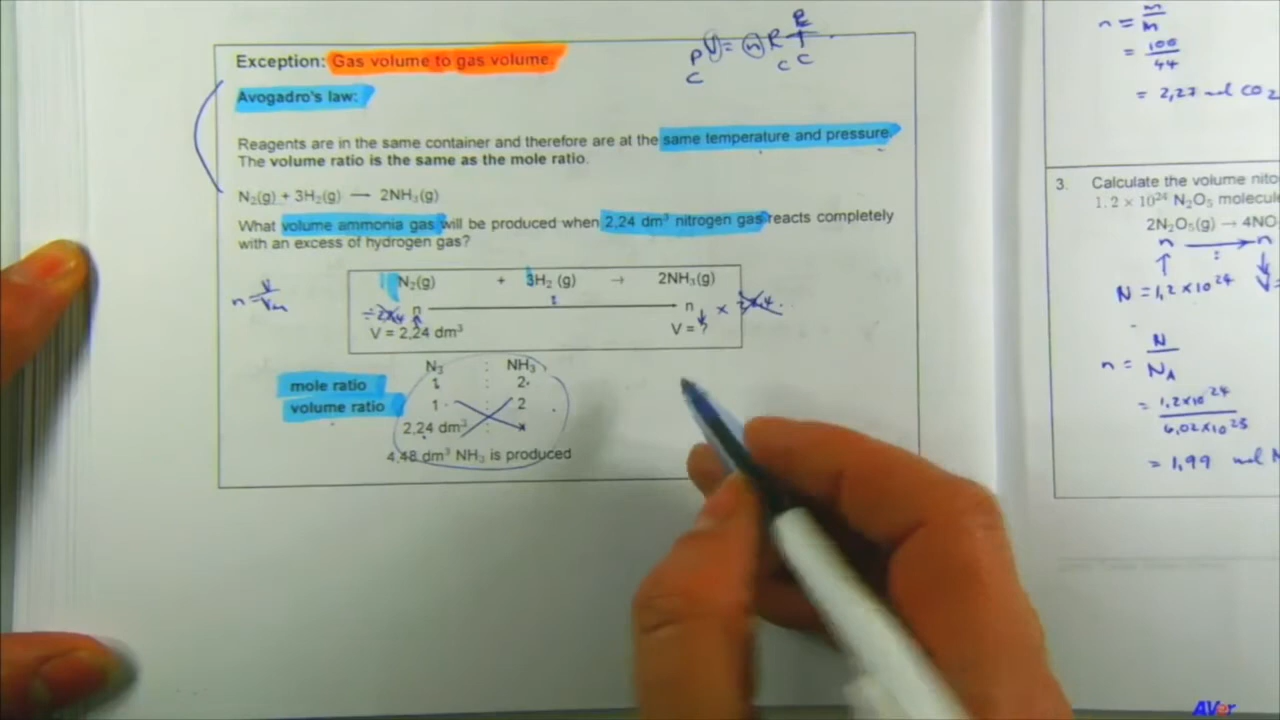 Exception: Gas volume to gas volume.
PV = nR
C C C
Avogadro's law:
Reagents are in the same container and therefore are at the same temperature and pressure.
The volume ratio is the same as the mole ratio.
N₂(g) + 3H₂(g) → 2NH₃(g)
What volume ammonia gas will be produced when 2,24 dm³ nitrogen gas reacts completely
with an excess of hydrogen gas?
1N₂(g) + 3H₂ (g) → 2NH₃(g)
n = V/Vm
n n ×
V = 2,24 dm³ V = ?
N₂ : NH₃
mole ratio 1 : 2
volume ratio 1 : 2
2,24 dm³ : x
4,48 dm³ NH₃ is produced
n = m/M
= 100/44
= 2,27 mol CO₂
3. Calculate the volume
1.2 × 10²⁴ N₂O₅
2N₂O₅(g) → 4NO
n → n
:
N = 1,2×10²⁴ V=
n = N/NA
= 1,2×10²⁴/6,02×10²³
= 1,99 mol
AVer